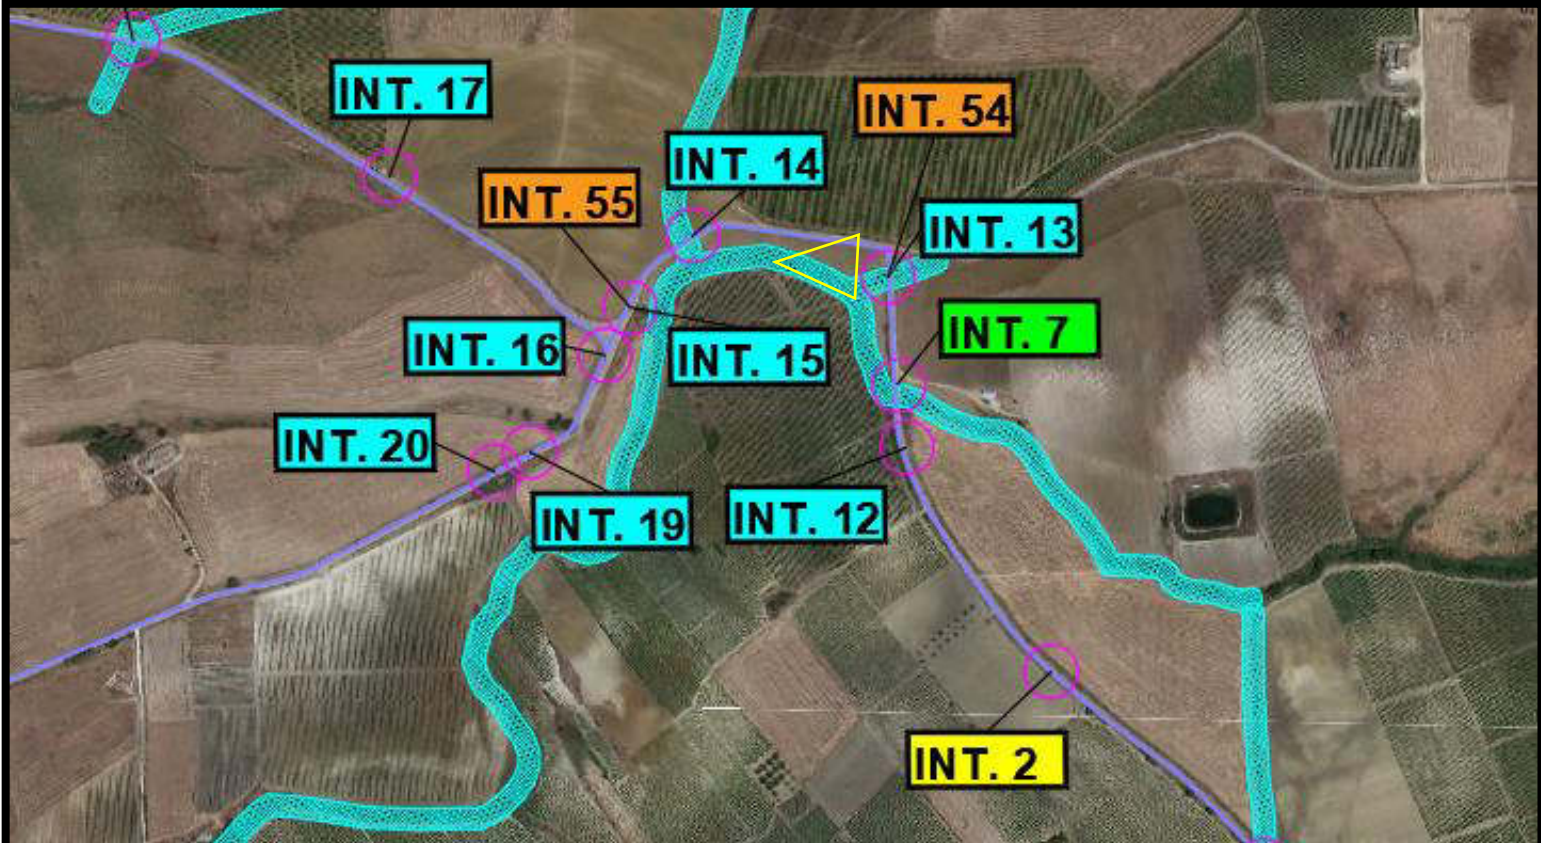 INT. 17
INT. 54
INT. 14
INT. 55
INT. 13
INT. 7
INT. 16
INT. 15
INT. 20
INT. 19
INT. 12
INT. 2